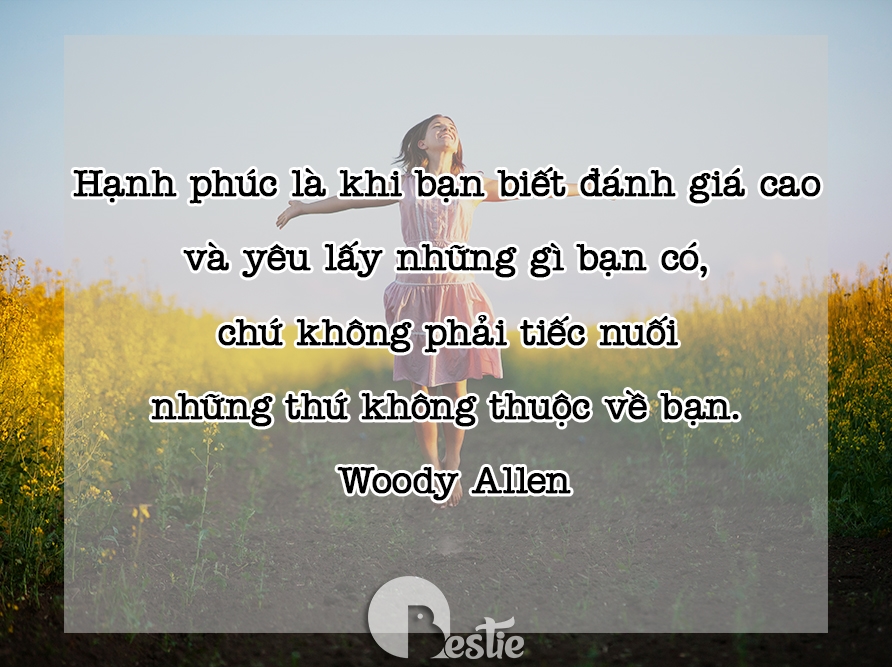 Hạnh phúc là khi bạn biết đánh giá cao
và yêu lấy những gì bạn có,
chứ không phải tiếc nuối
những thứ không thuộc về bạn.
Woody Allen
Bestie